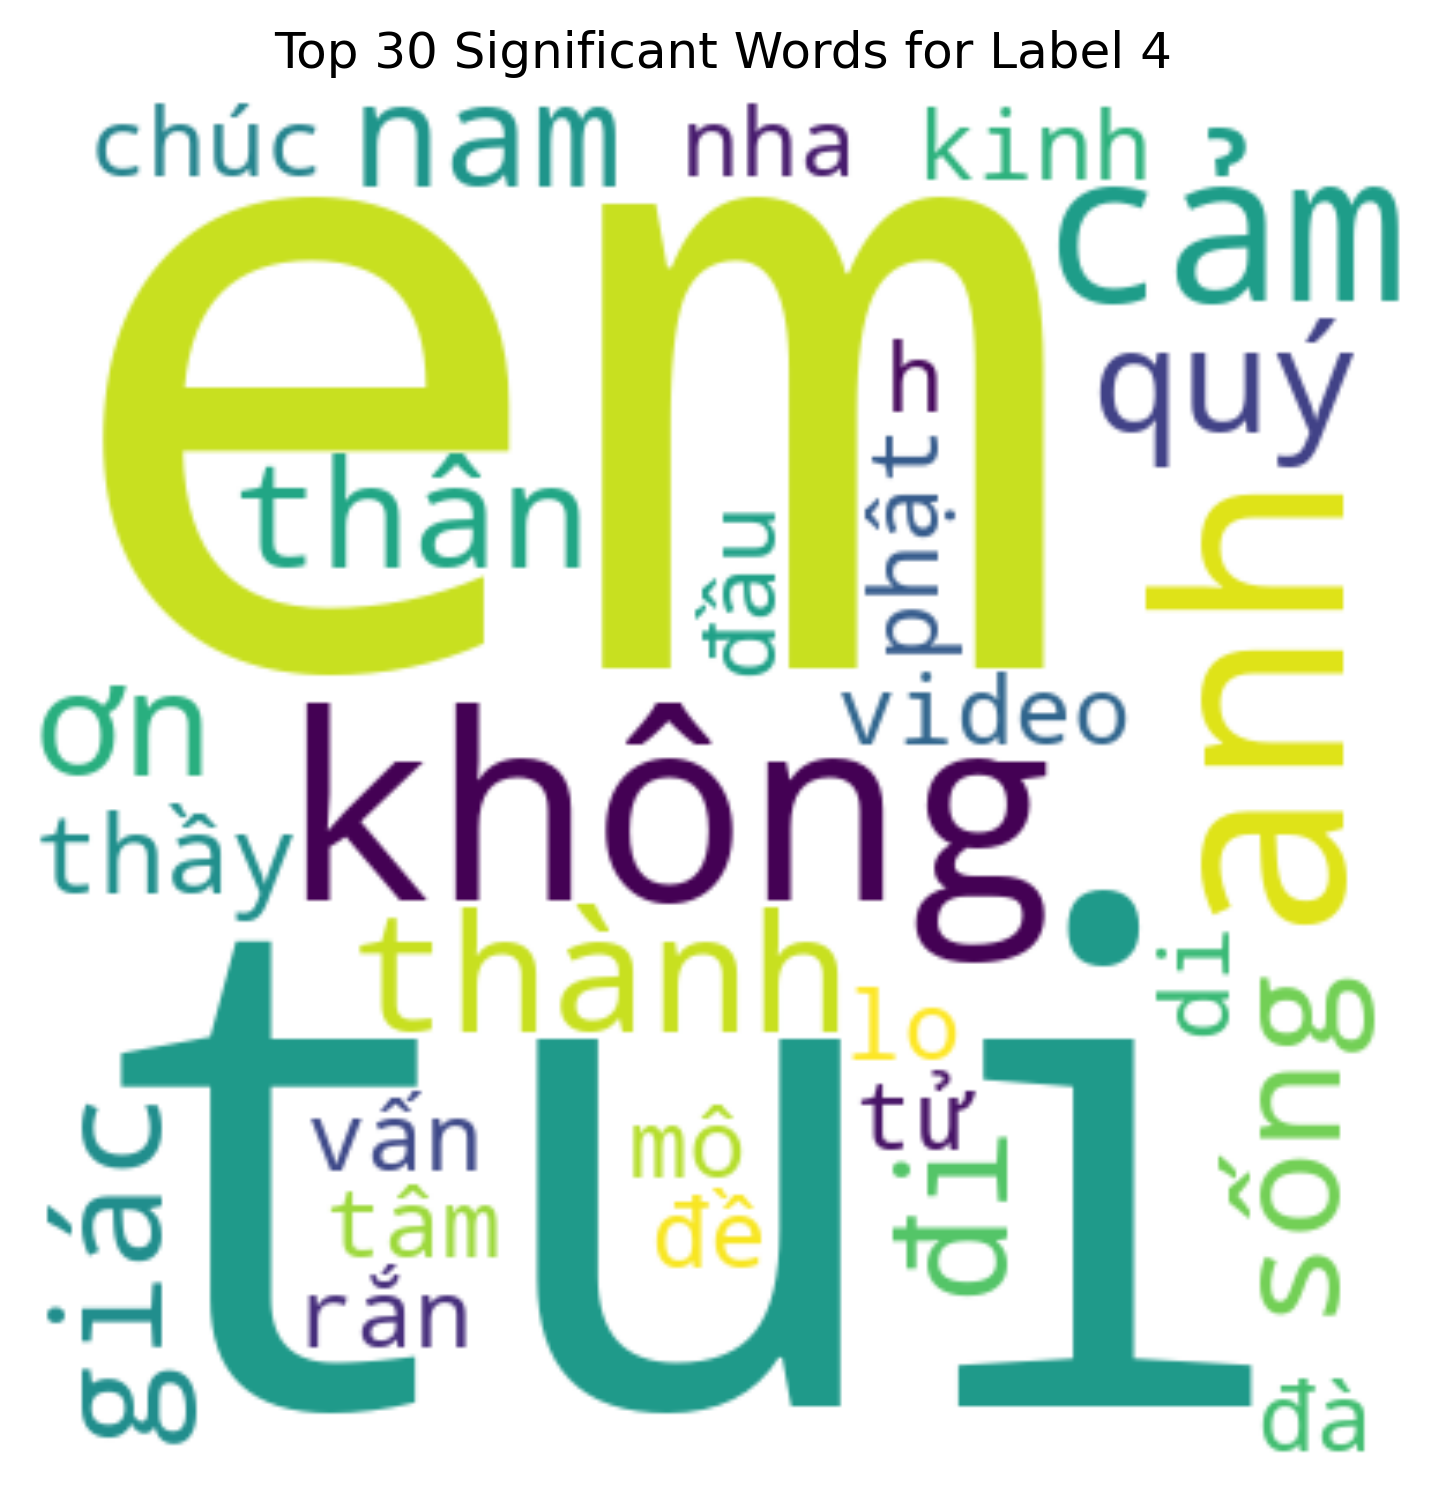 Top 30 Significant Words for Label 4
chúc
nam
nha
kinh
cảm
em
h
quý
thân
đầu
phật
anh
ơn
video
không
thầy
thành
di
lo
tui
sống
giác
vấn
mô
tử
đi
tâm
đề
rắn
đà